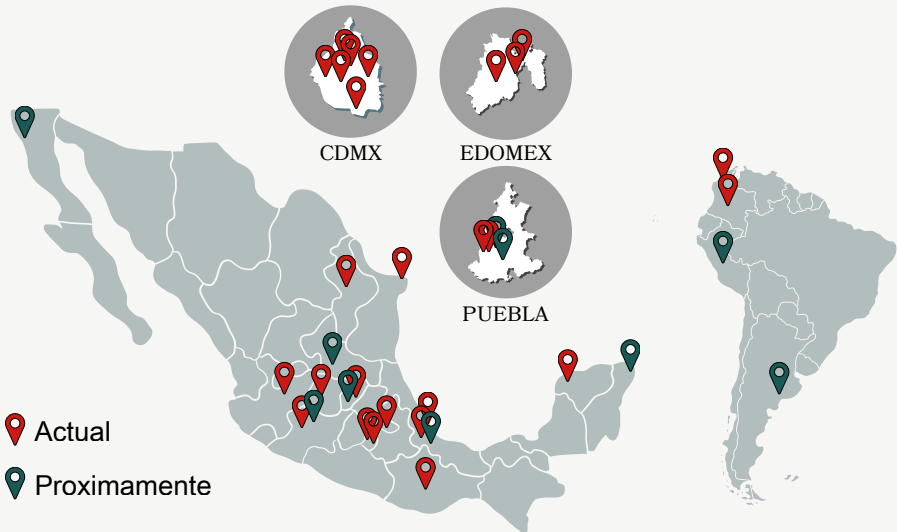 CDMX
EDOMEX
PUEBLA
Actual
Proximamente